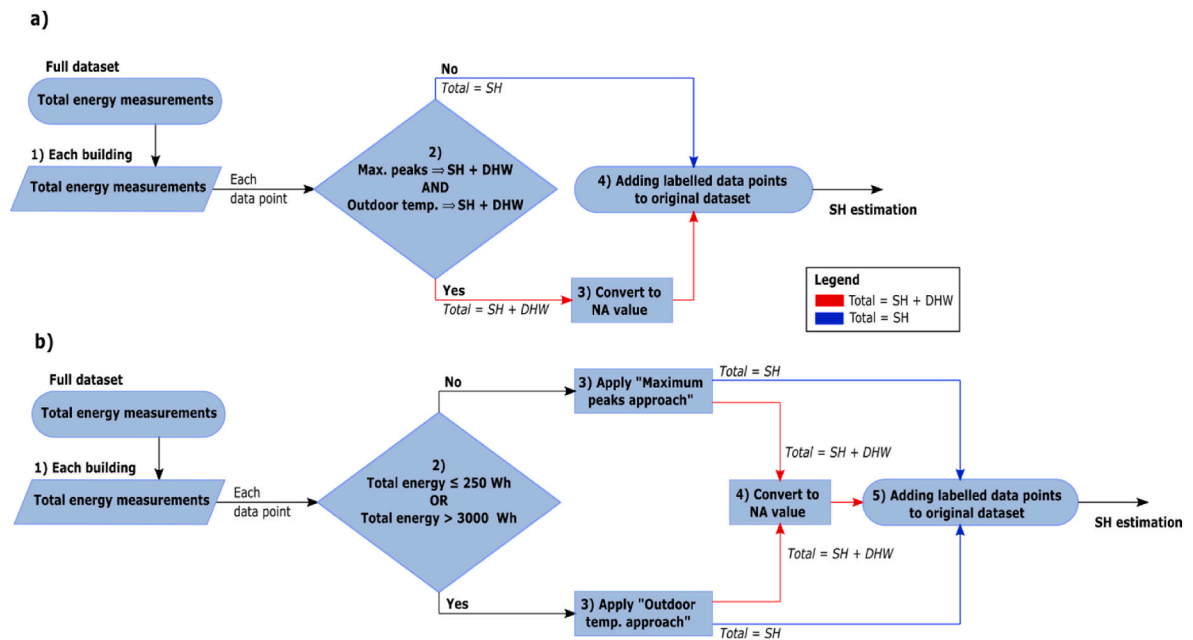 a)
Full dataset
Total energy measurements
1) Each building
Total energy measurements
Each
data point
2)
Max. peaks ⇒ SH + DHW
AND
Outdoor temp. ⇒ SH + DHW
No
Total = SH
Yes
Total = SH + DHW
3) Convert to
NA value
4) Adding labelled data points
to original dataset
SH estimation
Legend
Total = SH + DHW
Total = SH
b)
Full dataset
Total energy measurements
1) Each building
Total energy measurements
Each
data point
2)
Total energy ≤ 250 Wh
OR
Total energy > 3000 Wh
No
3) Apply "Maximum
peaks approach"
Total = SH
Total = SH + DHW
4) Convert to
NA value
5) Adding labelled data points
to original dataset
SH estimation
Total = SH + DHW
Yes
3) Apply "Outdoor
temp. approach"
Total = SH